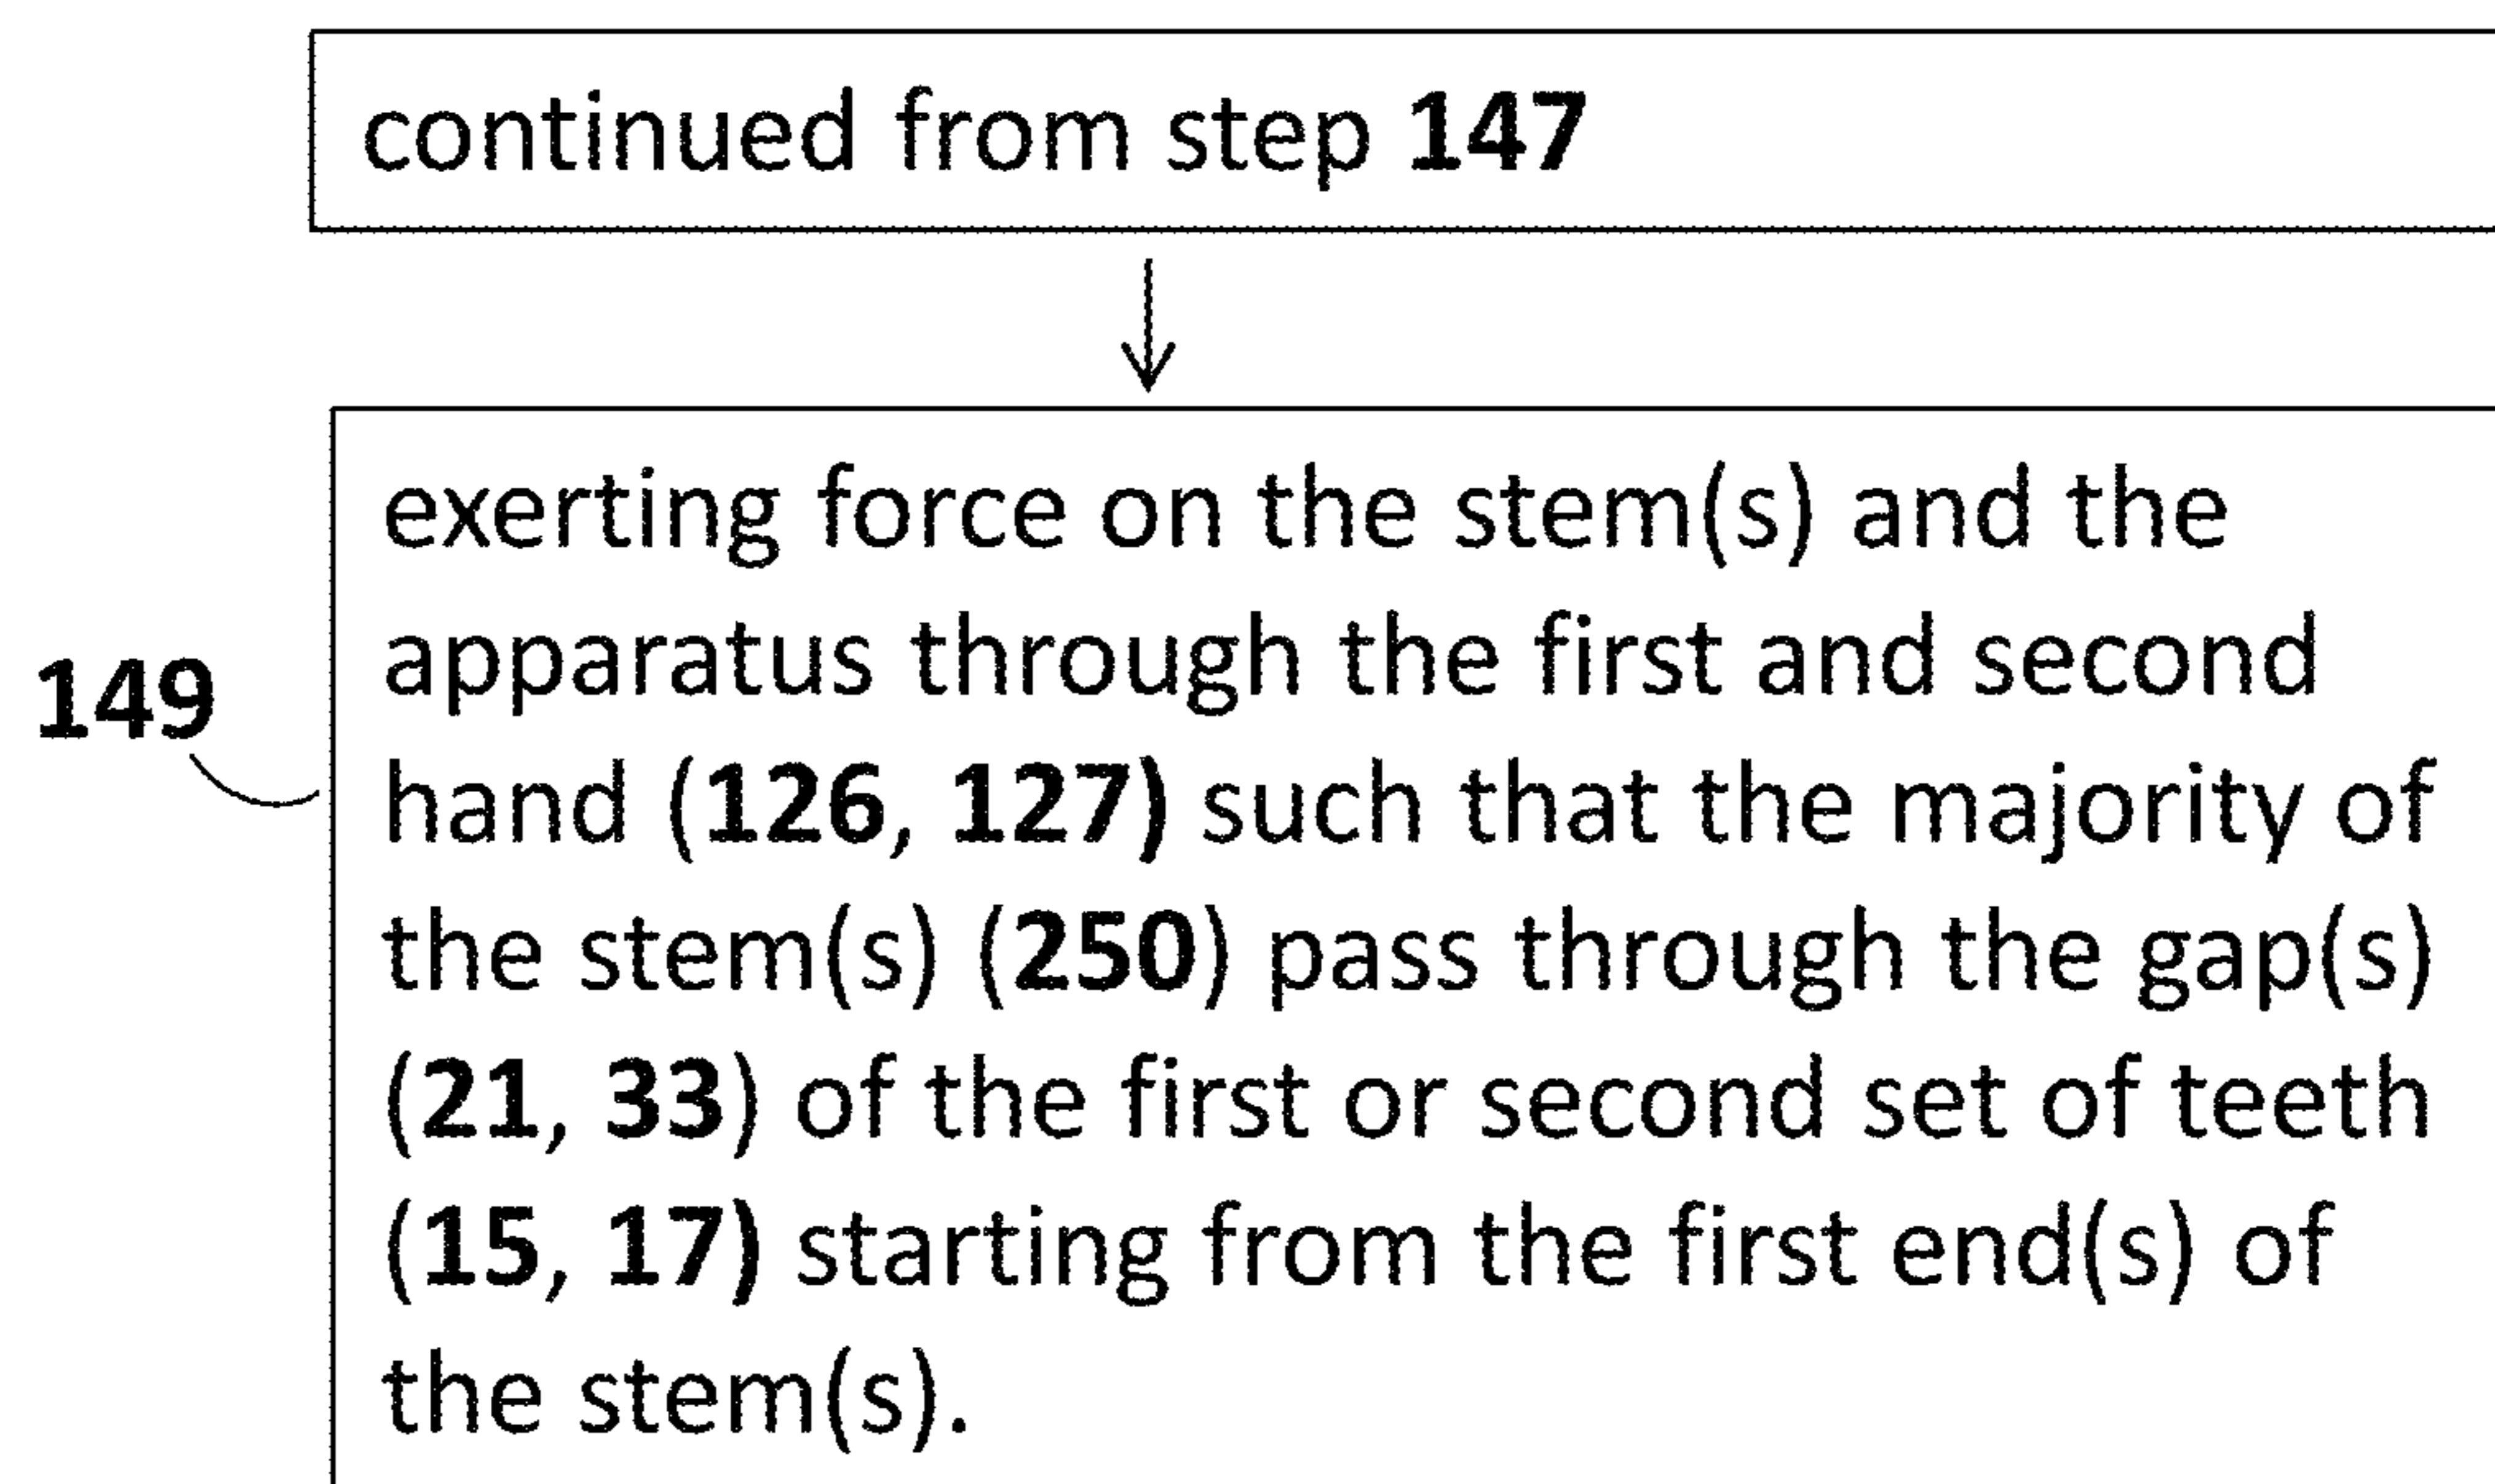 continued from step 147
exerting force on the stem(s) and the
apparatus through the first and second
149
hand (126, 127) such that the majority of
the stem(s) (250) pass through the gap(s)
(21, 33) of the first or second set of teeth
(15, 17) starting from the first end(s) of
the stem(s).